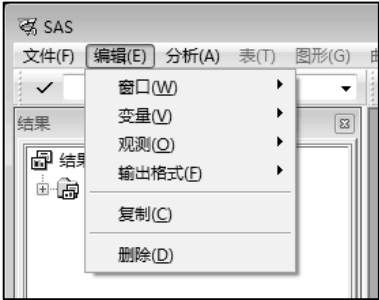 SAS
文件(F) 编辑(E) 分析(A) 表(T) 图形(G)
窗口(W)
变量(V)
结果
观测(O)
结
输出格式(F)
复制(C)
删除(D)